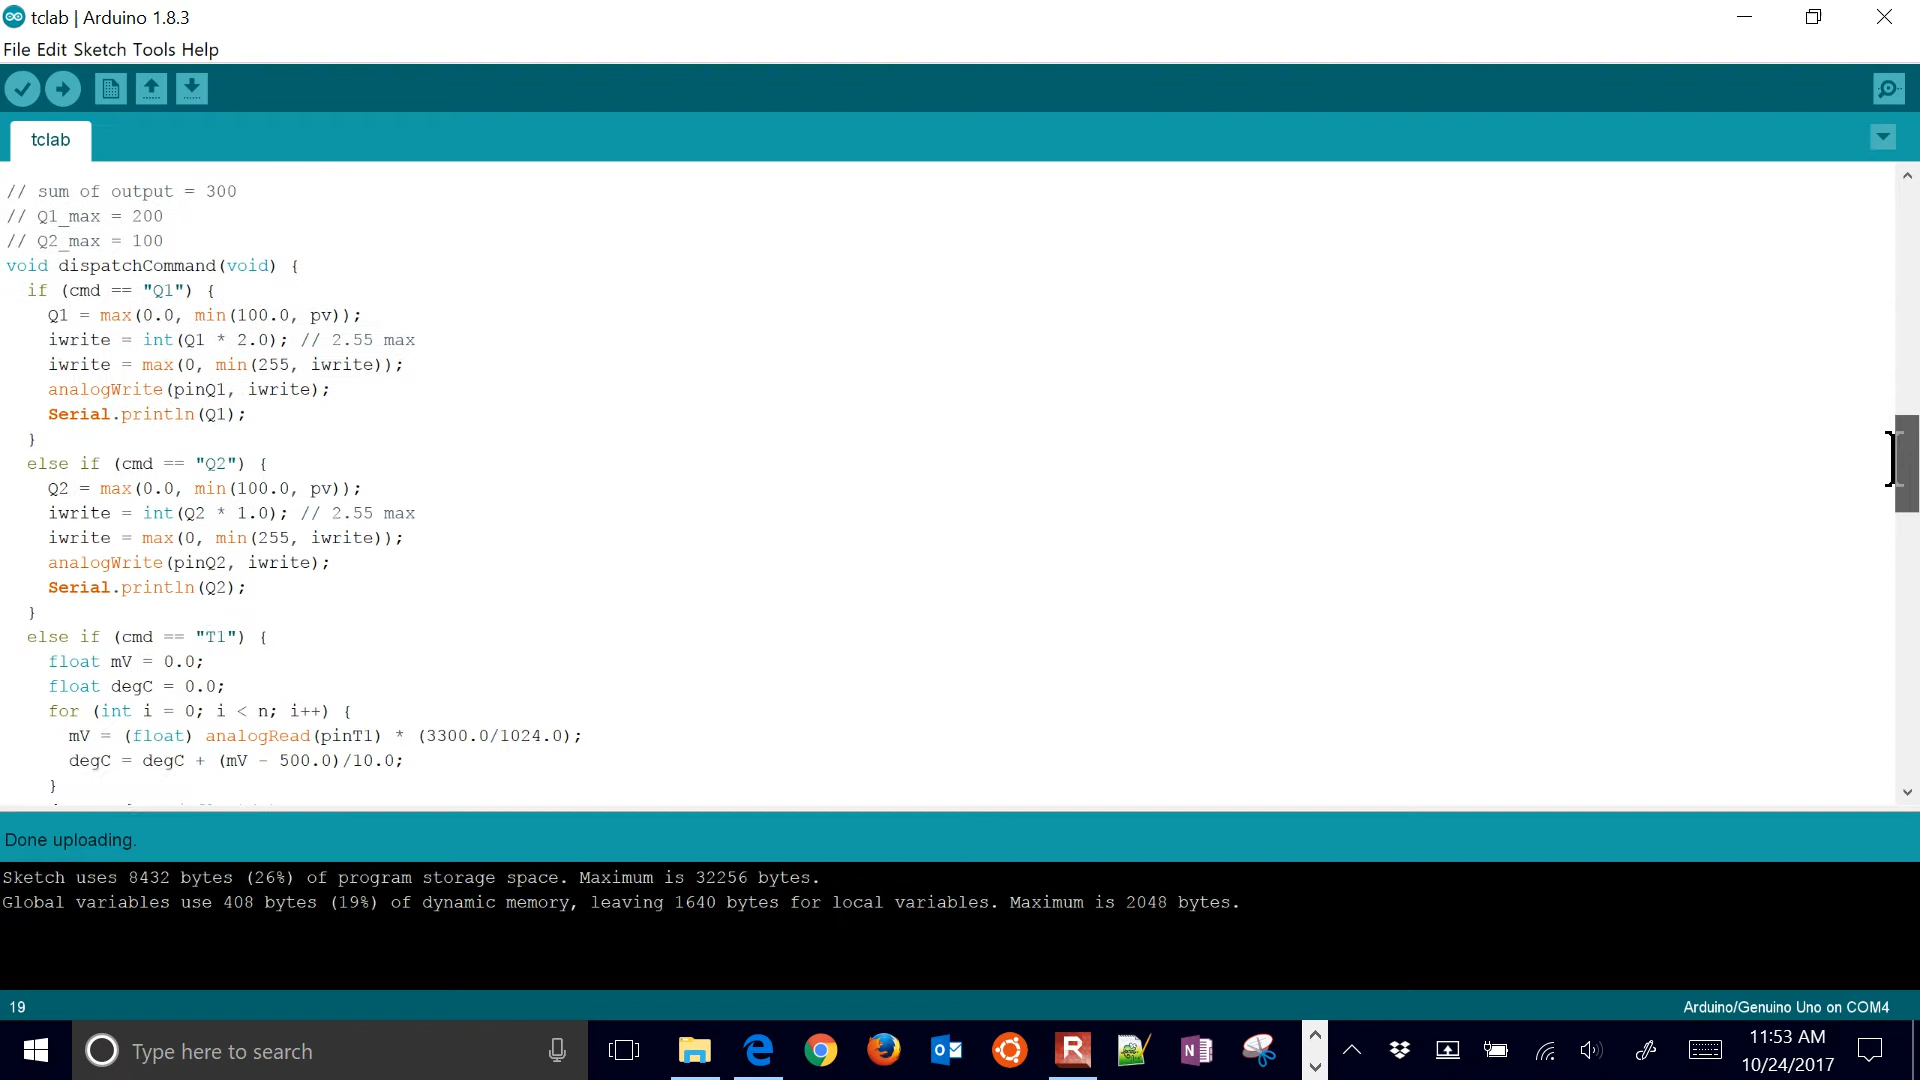 tclab | Arduino 1.8.3
File Edit Sketch Tools Help
tclab
// sum of output = 300
// Q1_max = 200
// Q2_max = 100
void dispatchCommand(void) {
  if (cmd == "Q1") {
    Q1 = max(0.0, min(100.0, pv));
    iwrite = int(Q1 * 2.0); // 2.55 max
    iwrite = max(0, min(255, iwrite));
    analogWrite(pinQ1, iwrite);
    Serial.println(Q1);
  }
  else if (cmd == "Q2") {
    Q2 = max(0.0, min(100.0, pv));
    iwrite = int(Q2 * 1.0); // 2.55 max
    iwrite = max(0, min(255, iwrite));
    analogWrite(pinQ2, iwrite);
    Serial.println(Q2);
  }
  else if (cmd == "T1") {
    float mV = 0.0;
    float degC = 0.0;
    for (int i = 0; i < n; i++) {
      mV = (float) analogRead(pinT1) * (3300.0/1024.0);
      degC = degC + (mV - 500.0)/10.0;
    }
Done uploading.
Sketch uses 8432 bytes (26%) of program storage space. Maximum is 32256 bytes.
Global variables use 408 bytes (19%) of dynamic memory, leaving 1640 bytes for local variables. Maximum is 2048 bytes.
19
Arduino/Genuino Uno on COM4
Type here to search
11:53 AM
10/24/2017